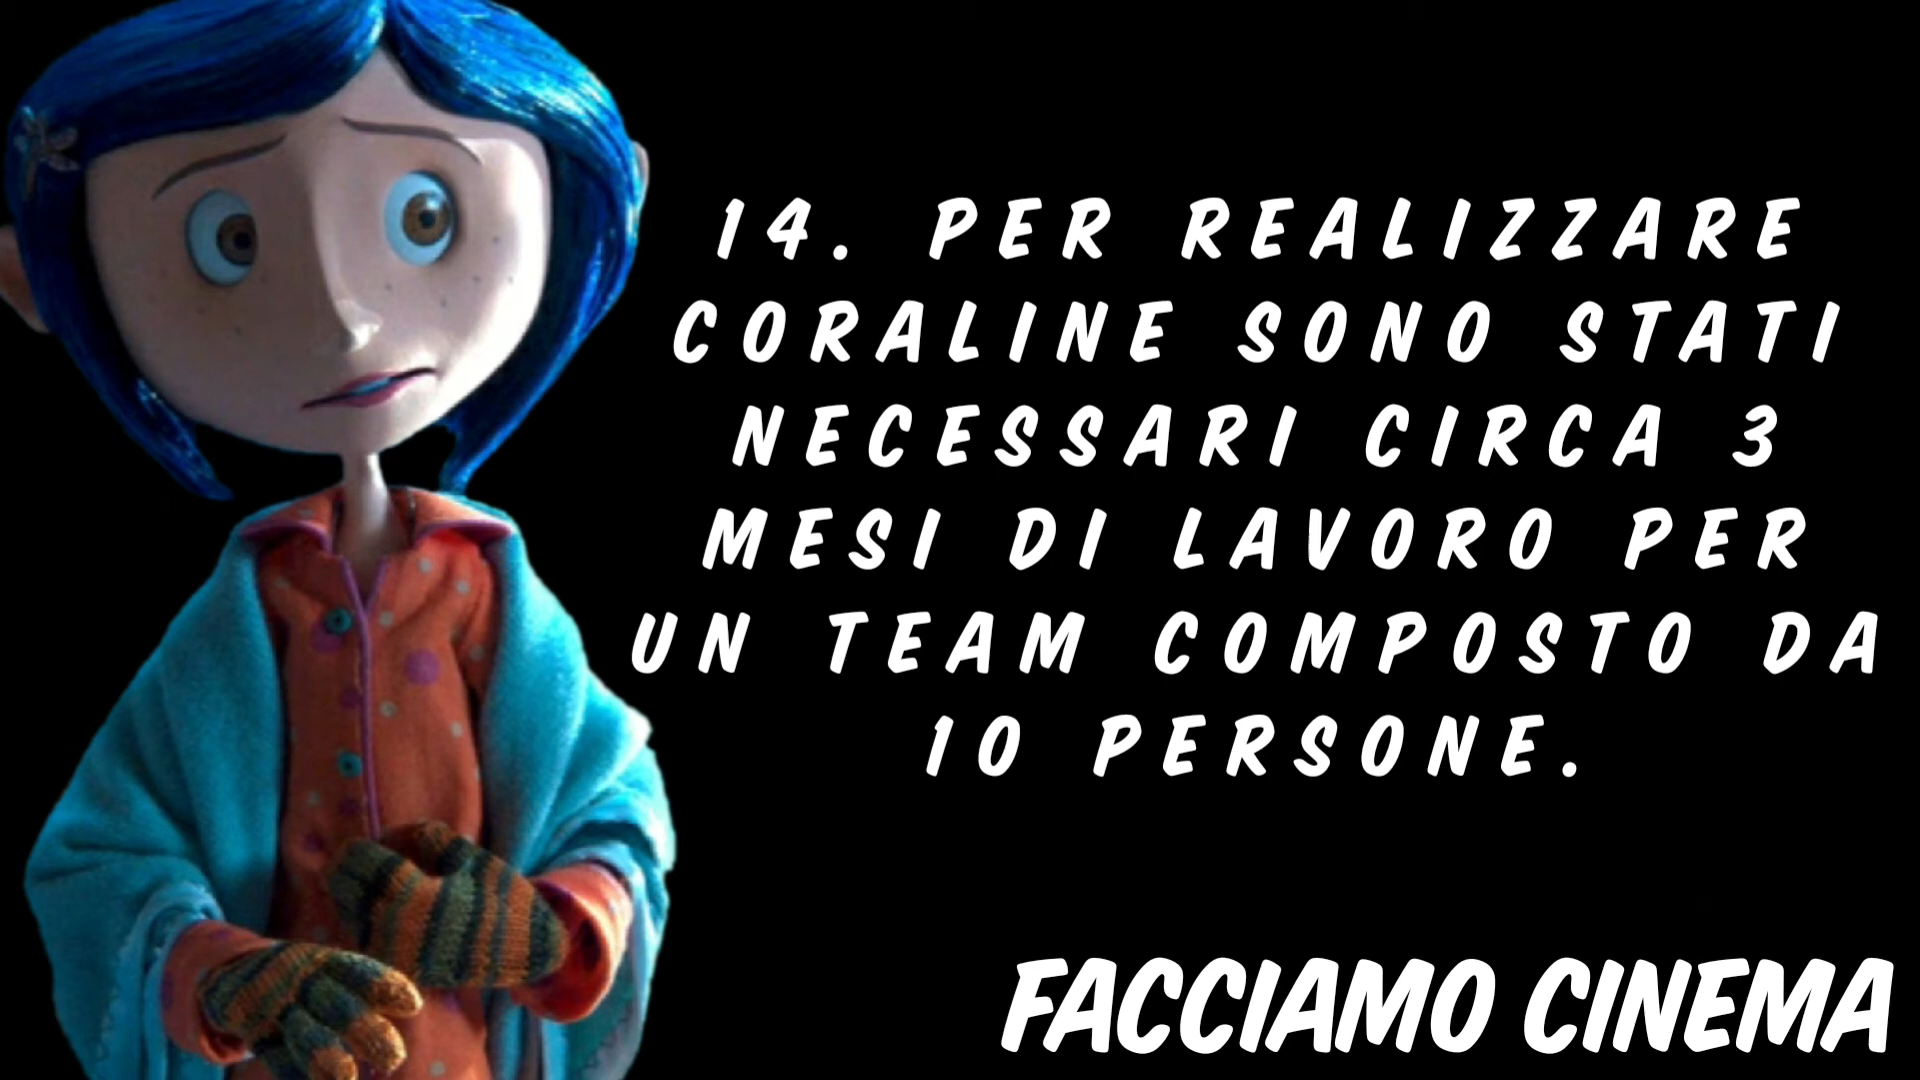 14. PER REALIZZARE
CORALINE SONO STATI
NECESSARI CIRCA 3
MESI DI LAVORO PER
UN TEAM COMPOSTO DA
10 PERSONE.
FACCIAMO CINEMA